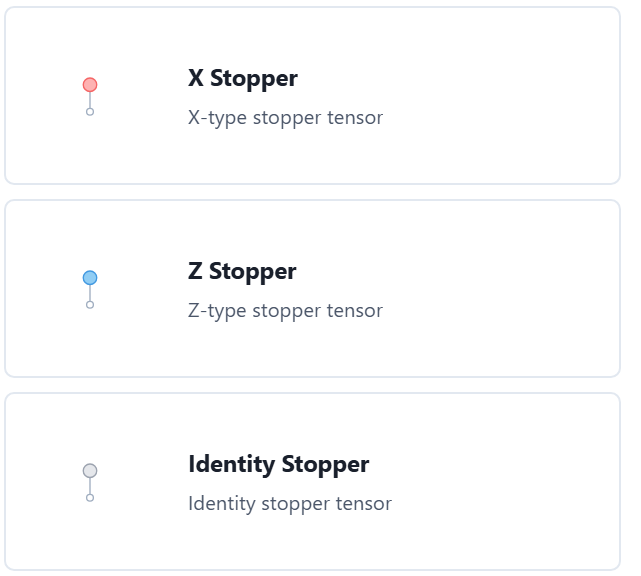 X Stopper
X-type stopper tensor
Z Stopper
Z-type stopper tensor
Identity Stopper
Identity stopper tensor